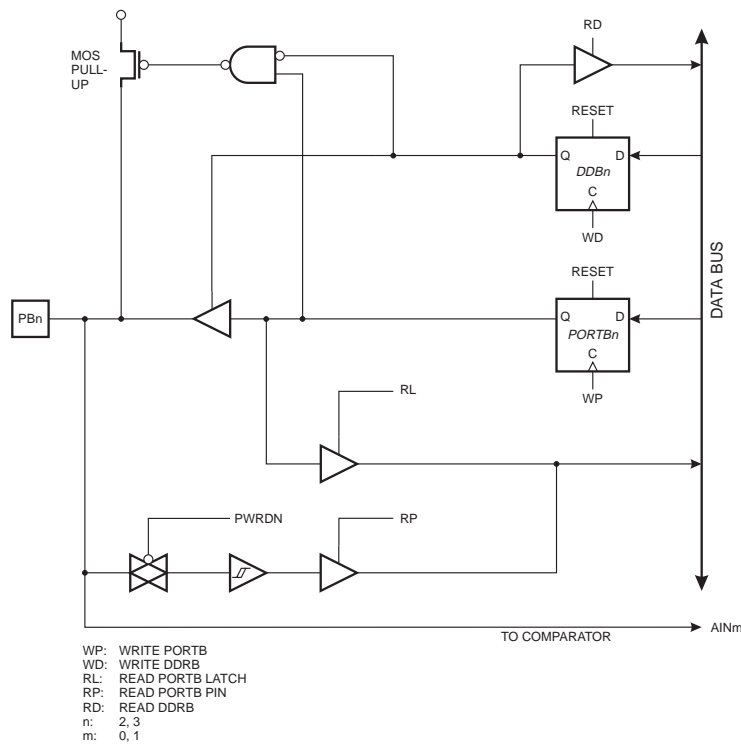 RD
MOS
PULL-
UP
RESET
Q
D
DDBn
C
WD
DATA BUS
RESET
PBn
Q
D
PORTBn
C
WP
RL
PWRDN
RP
TO COMPARATOR
AINm
WP: WRITE PORTB
WD: WRITE DDRB
RL: READ PORTB LATCH
RP: READ PORTB PIN
RD: READ DDRB
n: 2, 3
m: 0, 1